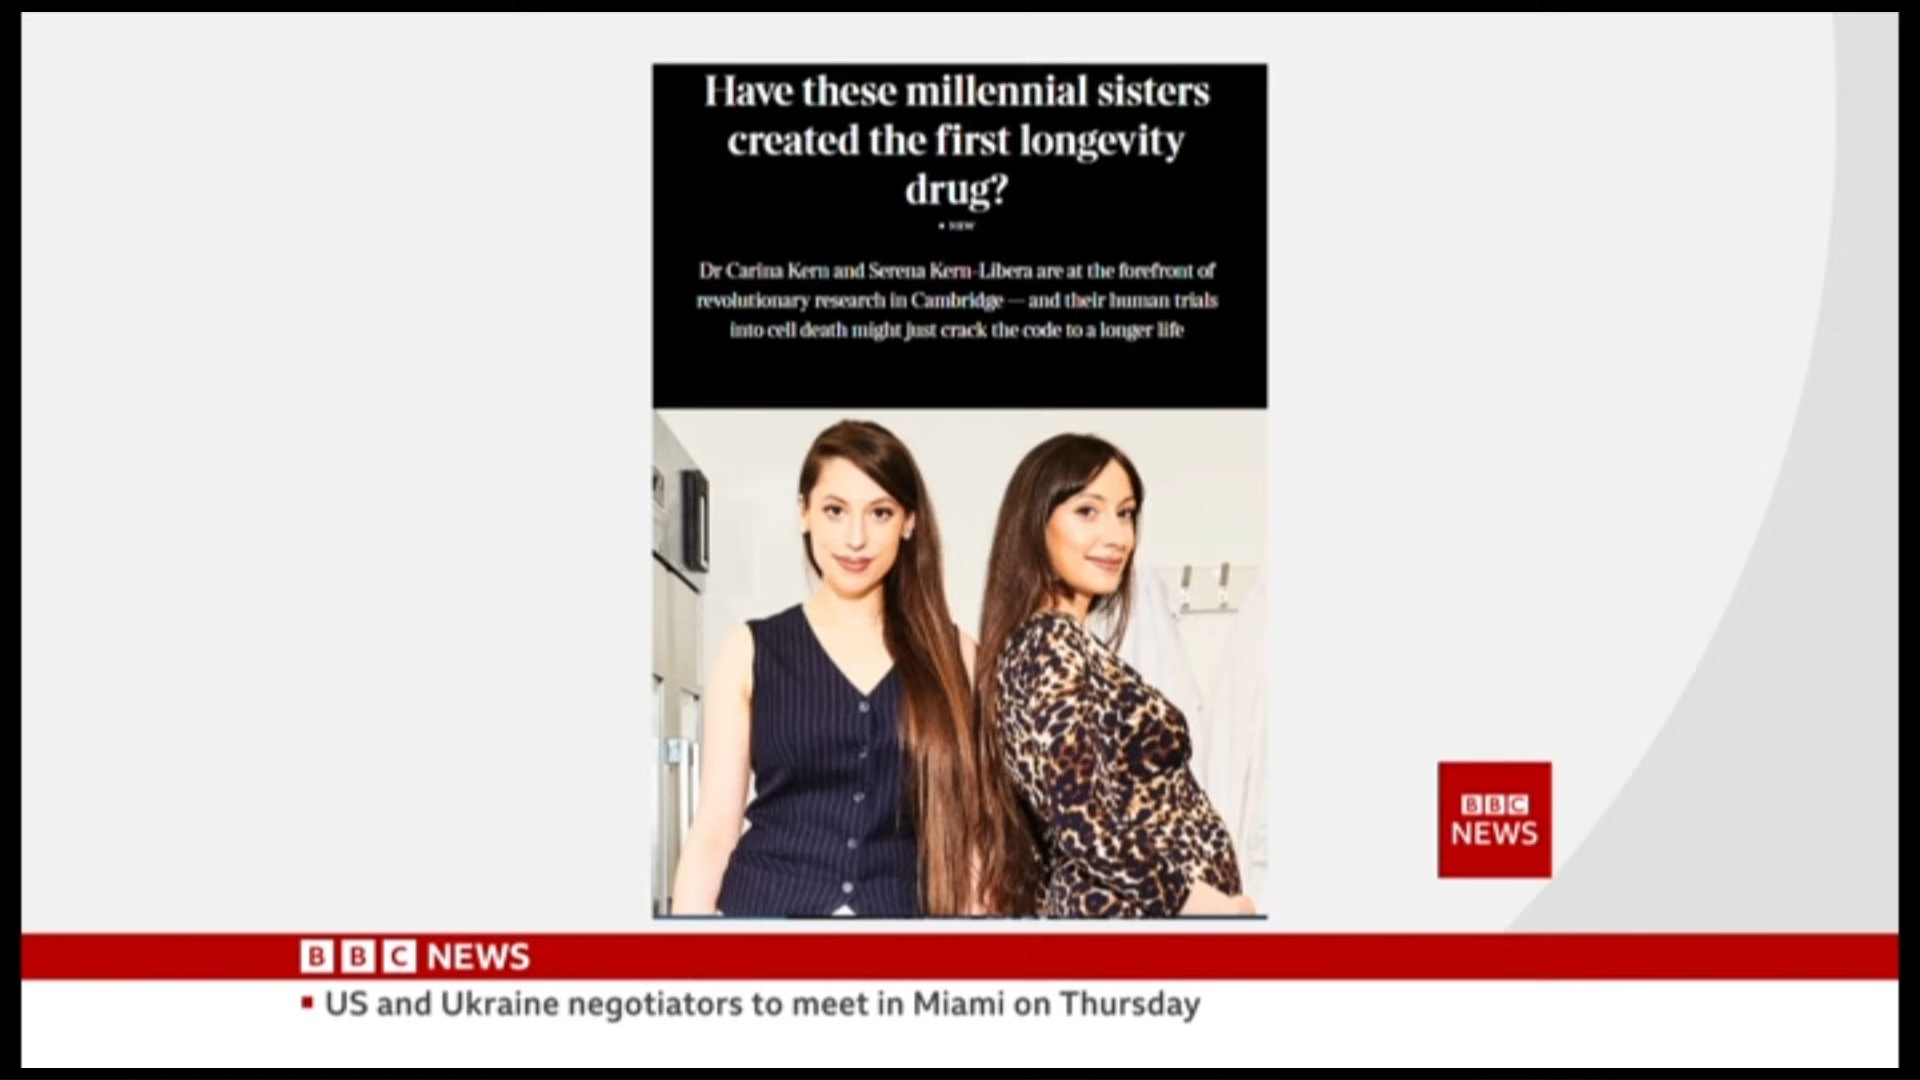 Have these millennial sisters
created the first longevity
drug?
• NEW
Dr Carina Kern and Serena Kern-Libera are at the forefront of
revolutionary research in Cambridge — and their human trials
into cell death might just crack the code to a longer life
BBC
NEWS
BBC NEWS
US and Ukraine negotiators to meet in Miami on Thursday